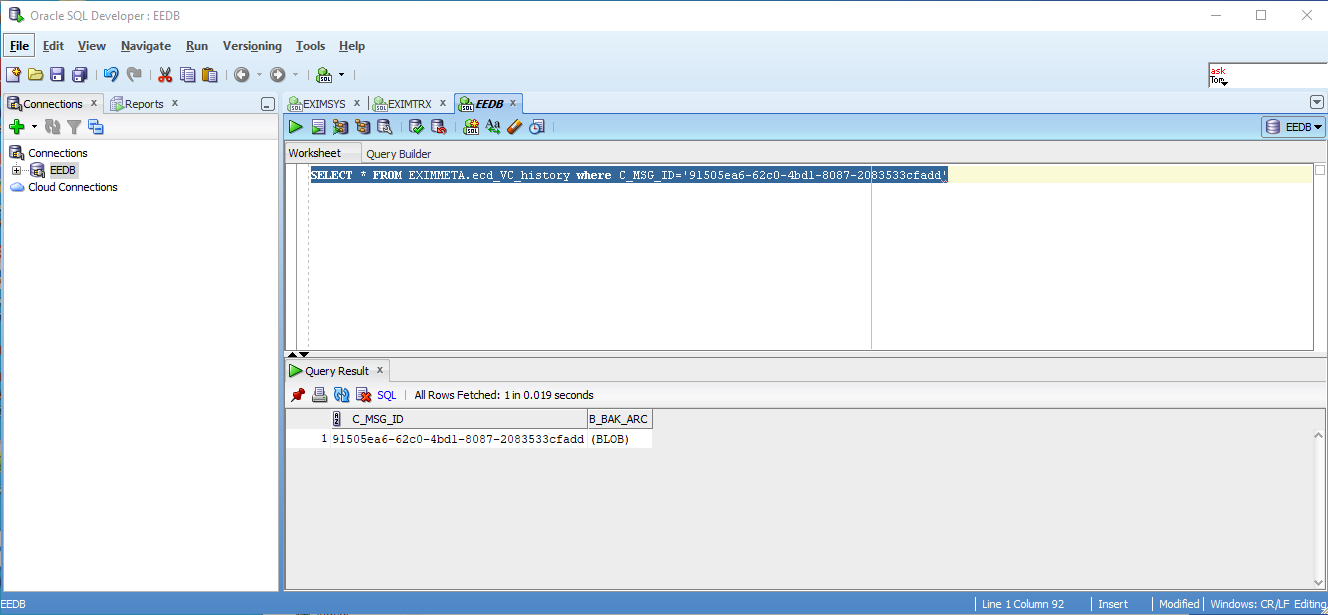 Oracle SQL Developer : EEDB
File Edit View Navigate Run Versioning Tools Help
ask
Tom
Connections x Reports x
EXIMSYS x EXIMTRX x EEDB x
EEDB
Connections
EEDB
Cloud Connections
Worksheet Query Builder
SELECT * FROM EXIMMETA.ecd_VC_history where C_MSG_ID='91505ea6-62c0-4bd1-8087-2083533cfadd'
Query Result x
SQL All Rows Fetched: 1 in 0.019 seconds
C_MSG_ID B_BAK_ARC
1 91505ea6-62c0-4bd1-8087-2083533cfadd (BLOB)
EEDB Line 1 Column 92 Insert Modified Windows: CR/LF Editing